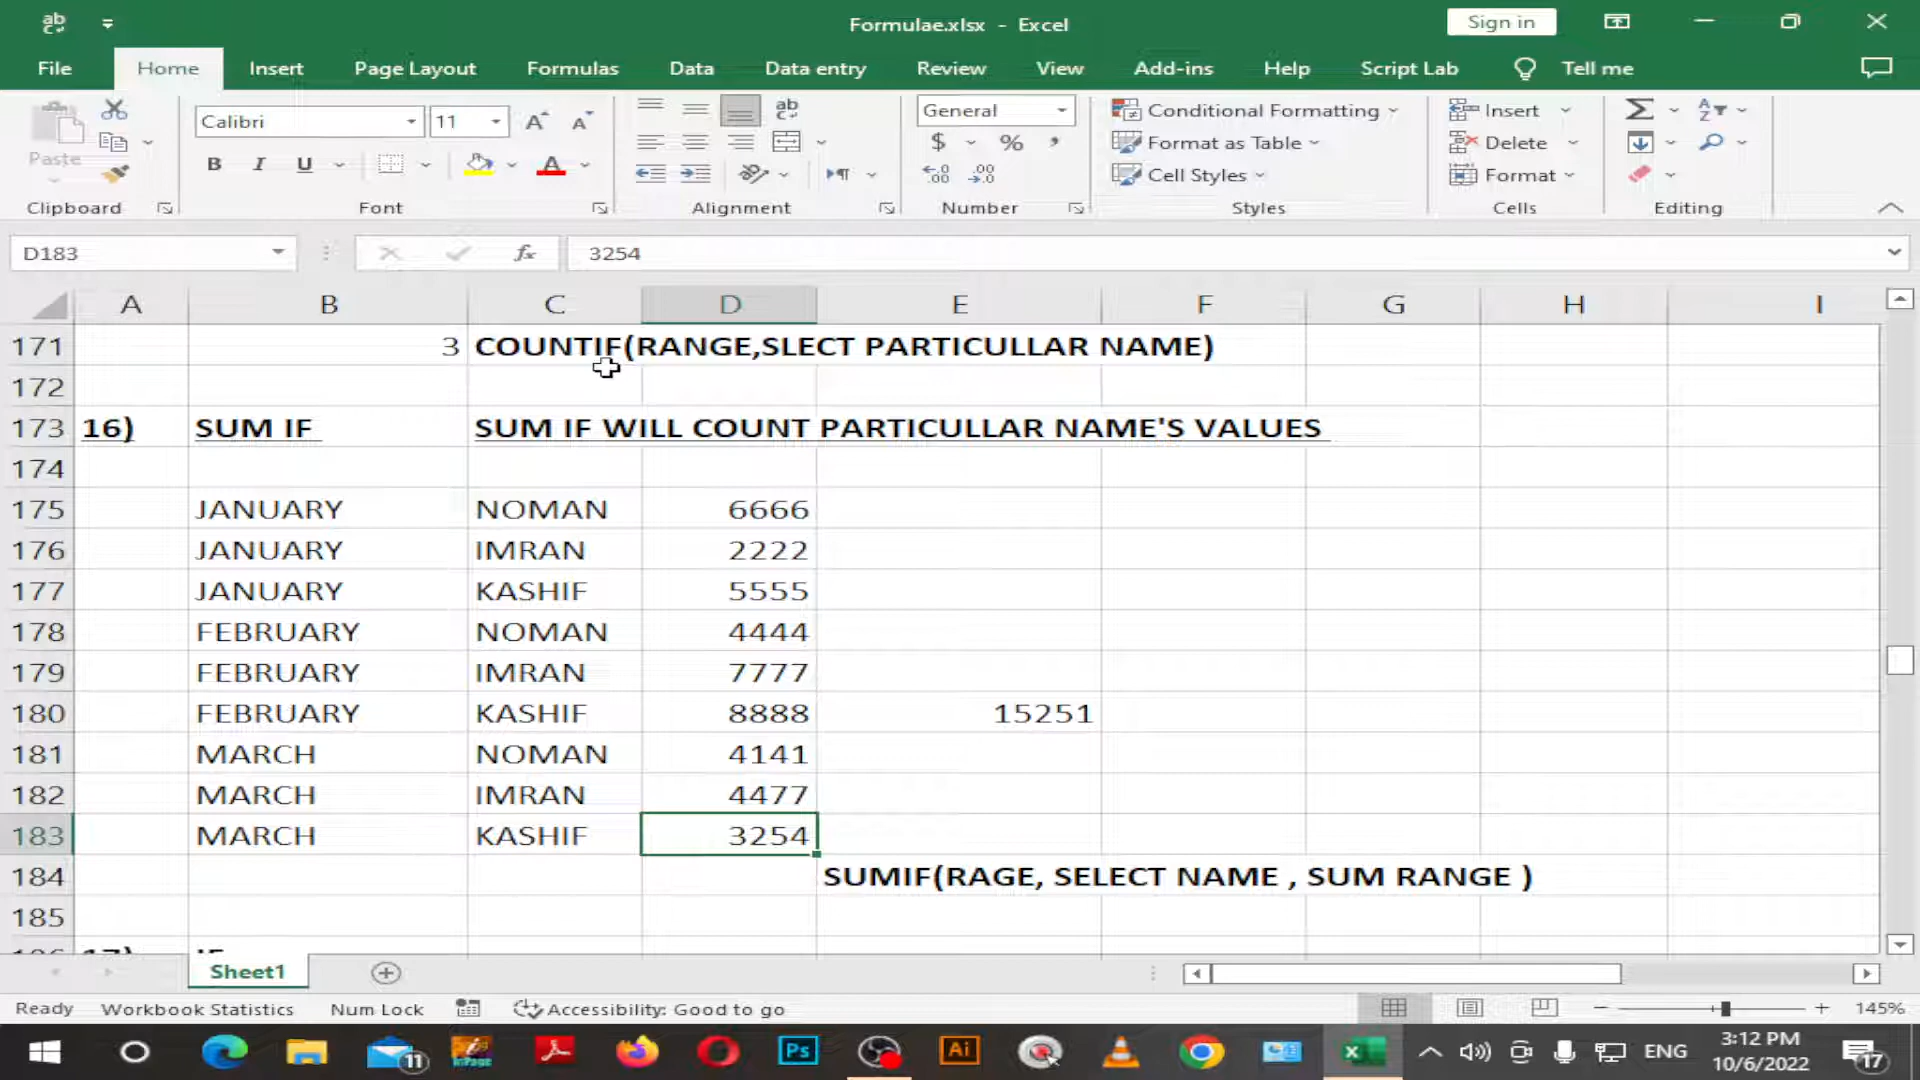 Formulae.xlsx - Excel
Sign in
File Home Insert Page Layout Formulas Data Data entry Review View Add-ins Help Script Lab Tell me
Paste
Calibri 11
General
Conditional Formatting
Format as Table
Cell Styles
Insert
Delete
Format
Clipboard Font Alignment Number Styles Cells Editing
D183 fx 3254
A B C D E F G H I
171 3 COUNTIF(RANGE,SLECT PARTICULLAR NAME)
172
173 16) SUM IF SUM IF WILL COUNT PARTICULLAR NAME'S VALUES
174
175 JANUARY NOMAN 6666
176 JANUARY IMRAN 2222
177 JANUARY KASHIF 5555
178 FEBRUARY NOMAN 4444
179 FEBRUARY IMRAN 7777
180 FEBRUARY KASHIF 8888 15251
181 MARCH NOMAN 4141
182 MARCH IMRAN 4477
183 MARCH KASHIF 3254
184 SUMIF(RAGE, SELECT NAME , SUM RANGE )
185
Sheet1
Ready Workbook Statistics Num Lock Accessibility: Good to go 145%
11 Ps Ai ENG 3:12 PM 17
10/6/2022